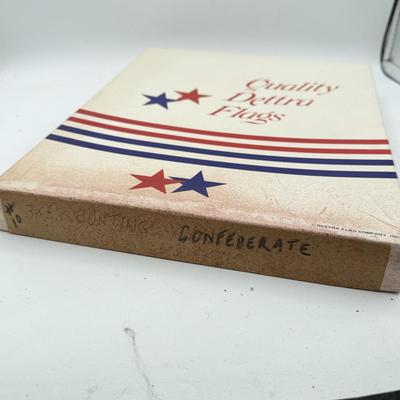 Quality
Dettra
Flags
© DETTRA FLAG COMPANY, INC.
3x5 BUNTING CONFEDERATE